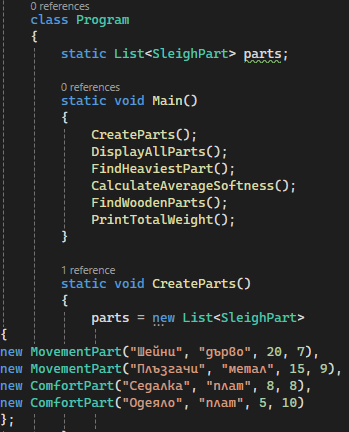 0 references
class Program
{
static List<SleighPart> parts;
0 references
static void Main()
{
CreateParts();
DisplayAllParts();
FindHeaviestPart();
CalculateAverageSoftness();
FindWoodenParts();
PrintTotalWeight();
}
1 reference
static void CreateParts()
{
parts = new List<SleighPart>
{
new MovementPart("Шейни", "дърво", 20, 7),
new MovementPart("Плъзгачи", "метал", 15, 9),
new ComfortPart("Седалка", "плат", 8, 8),
new ComfortPart("Одеяло", "плат", 5, 10)
};